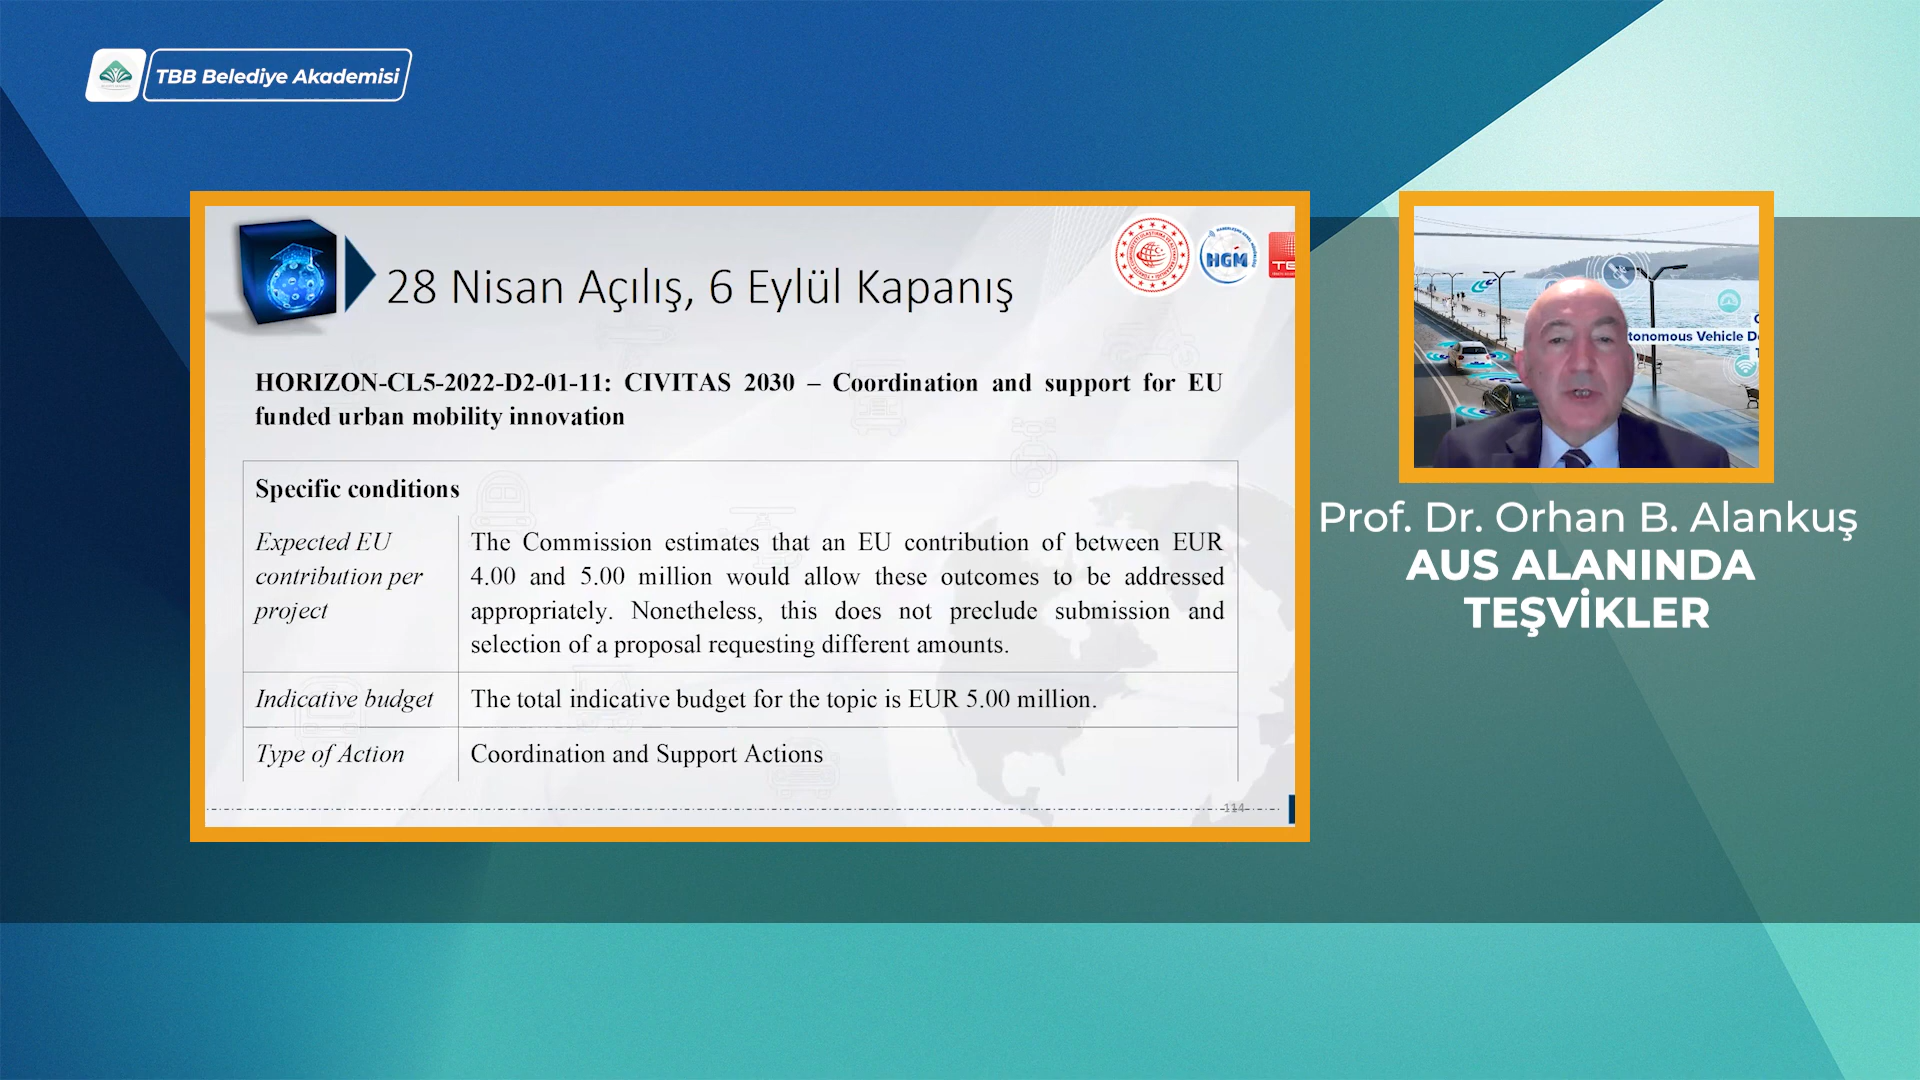 TBB Belediye Akademisi
28 Nisan Açılış, 6 Eylül Kapanış
HGM
HORIZON-CL5-2022-D2-01-11: CIVITAS 2030 – Coordination and support for EU
funded urban mobility innovation
Specific conditions
Expected EU
contribution per
project
The Commission estimates that an EU contribution of between EUR
4.00 and 5.00 million would allow these outcomes to be addressed
appropriately. Nonetheless, this does not preclude submission and
selection of a proposal requesting different amounts.
Indicative budget
The total indicative budget for the topic is EUR 5.00 million.
Type of Action
Coordination and Support Actions
114
tonomous Vehicle D
Prof. Dr. Orhan B. Alankuş
AUS ALANINDA
TEŞVİKLER